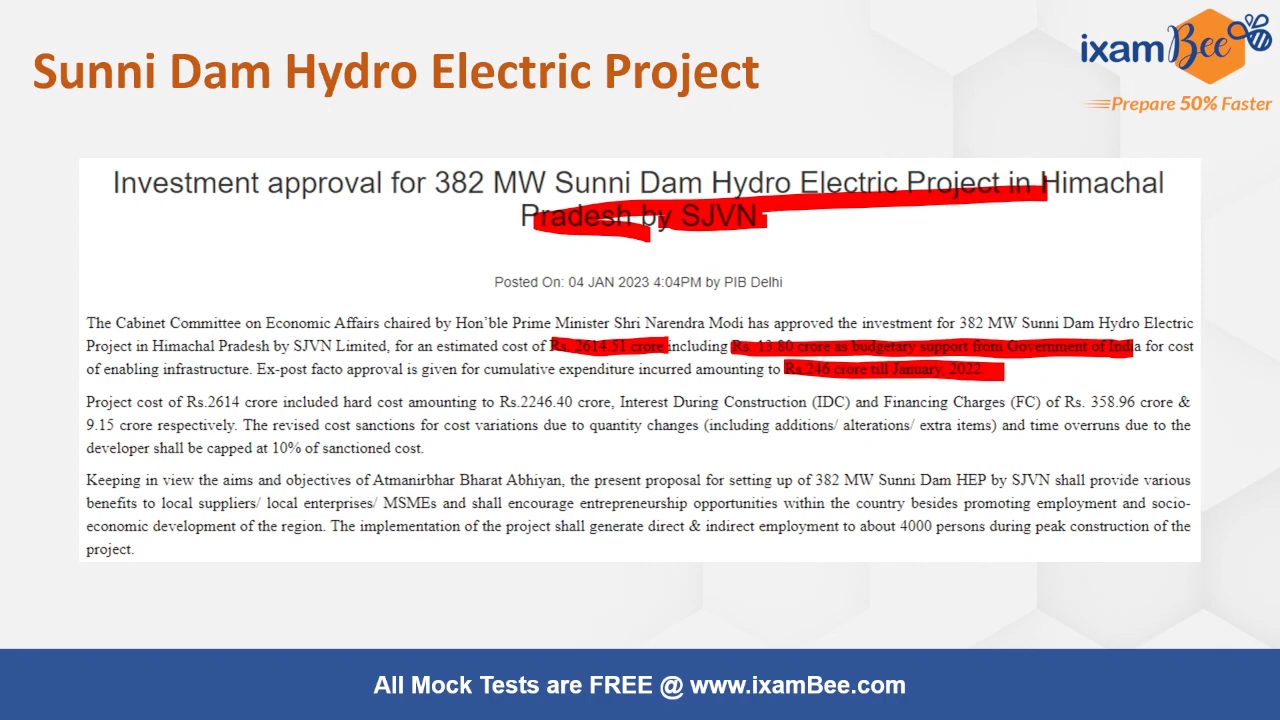 Sunni Dam Hydro Electric Project
ixamBee
Prepare 50% Faster
Investment approval for 382 MW Sunni Dam Hydro Electric Project in Himachal
Pradesh by SJVN
Posted On: 04 JAN 2023 4:04PM by PIB Delhi
The Cabinet Committee on Economic Affairs chaired by Hon’ble Prime Minister Shri Narendra Modi has approved the investment for 382 MW Sunni Dam Hydro Electric
Project in Himachal Pradesh by SJVN Limited, for an estimated cost of Rs. 2614.51 crore including Rs. 13.80 crore as budgetary support from Government of India for cost
of enabling infrastructure. Ex-post facto approval is given for cumulative expenditure incurred amounting to Rs.246 crore till January, 2022.
Project cost of Rs.2614 crore included hard cost amounting to Rs.2246.40 crore, Interest During Construction (IDC) and Financing Charges (FC) of Rs. 358.96 crore &
9.15 crore respectively. The revised cost sanctions for cost variations due to quantity changes (including additions/ alterations/ extra items) and time overruns due to the
developer shall be capped at 10% of sanctioned cost.
Keeping in view the aims and objectives of Atmanirbhar Bharat Abhiyan, the present proposal for setting up of 382 MW Sunni Dam HEP by SJVN shall provide various
benefits to local suppliers/ local enterprises/ MSMEs and shall encourage entrepreneurship opportunities within the country besides promoting employment and socio-
economic development of the region. The implementation of the project shall generate direct & indirect employment to about 4000 persons during peak construction of the
project.
All Mock Tests are FREE @ www.ixamBee.com